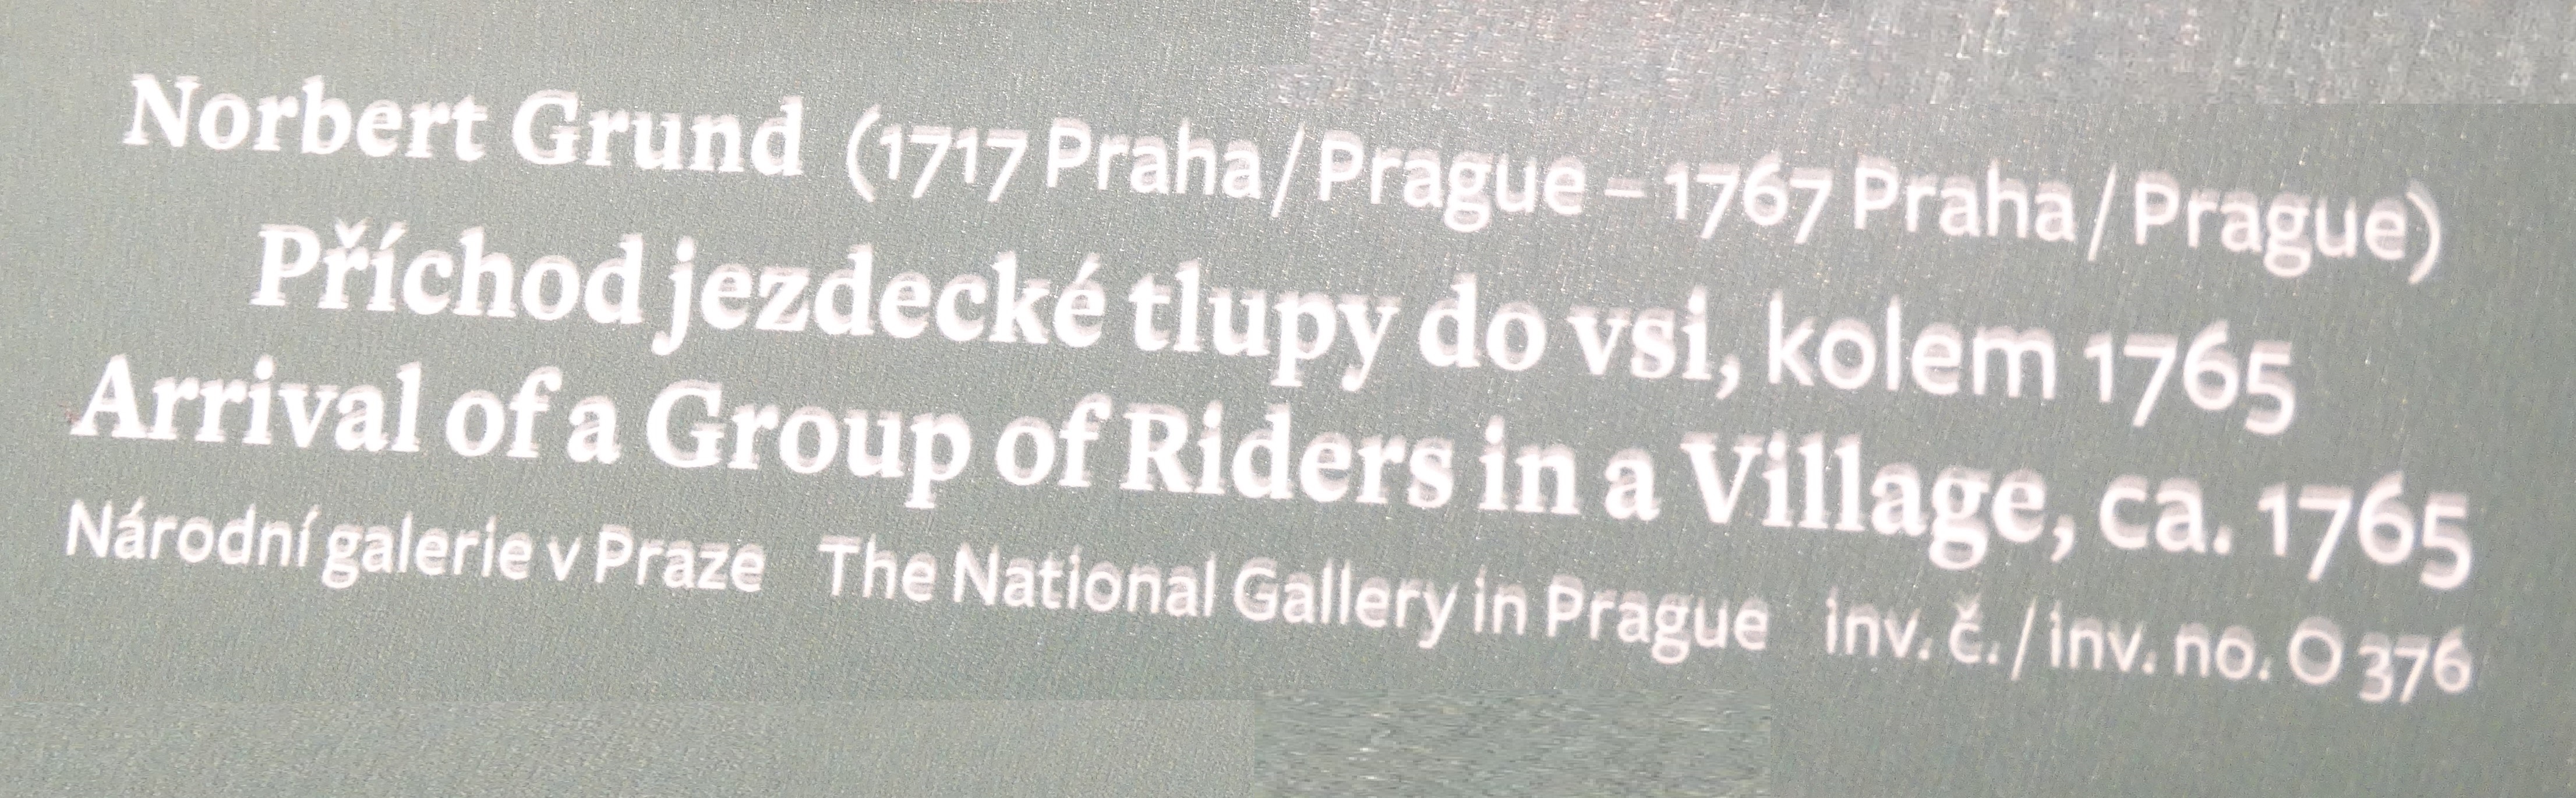 Norbert Grund (1717 Praha / Prague – 1767 Praha / Prague)
Příchod jezdecké tlupy do vsi, kolem 1765
Arrival of a Group of Riders in a Village, ca. 1765
Národní galerie v Praze The National Gallery in Prague inv. č. / inv. no. O 376